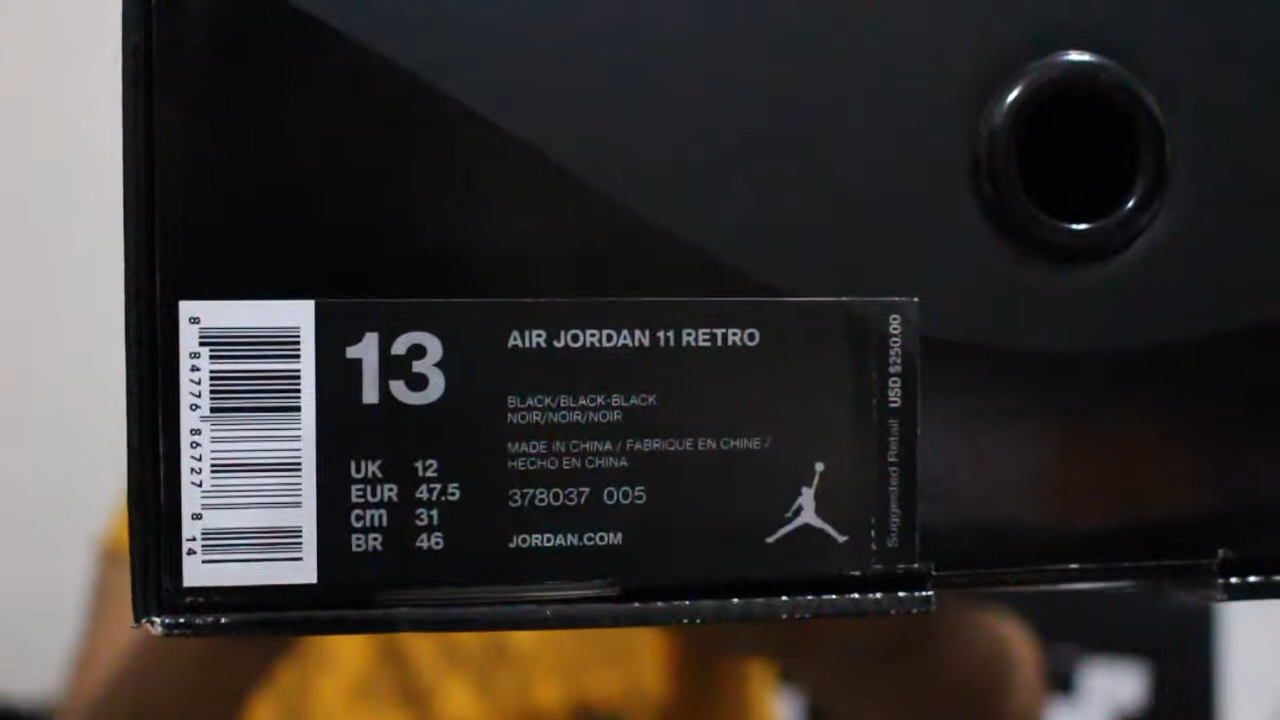 8 84776 86727 8 14
13
UK 12
EUR 47.5
cm 31
BR 46
AIR JORDAN 11 RETRO
BLACK/BLACK-BLACK
NOIR/NOIR/NOIR
MADE IN CHINA / FABRIQUE EN CHINE /
HECHO EN CHINA
378037 005
JORDAN.COM
Suggested Retail USD $250.00